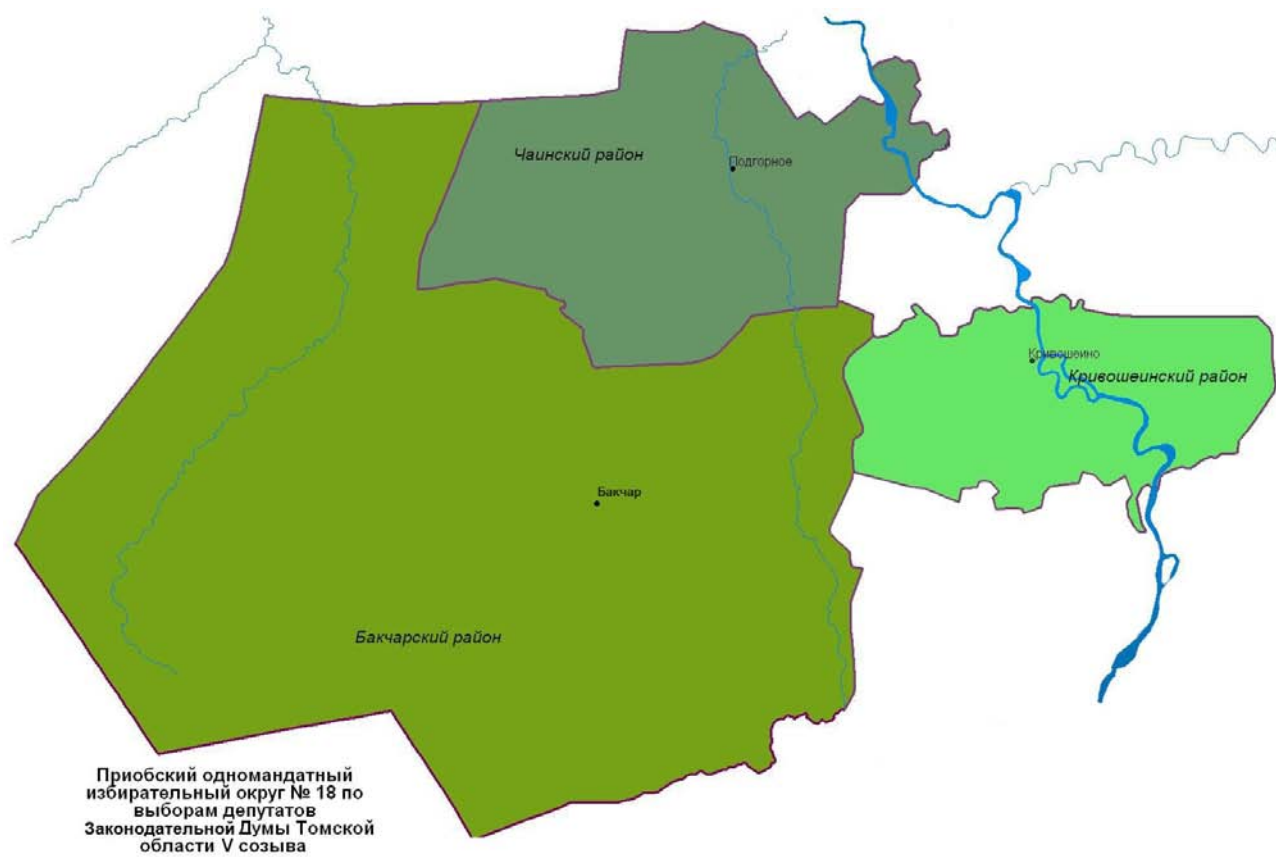 Чаинский район
Подгорное
Кривошеино
Кривошеинский район
Бакчар
Бакчарский район
Приобский одномандатный
избирательный округ № 18 по
выборам депутатов
Законодательной Думы Томской
области V созыва